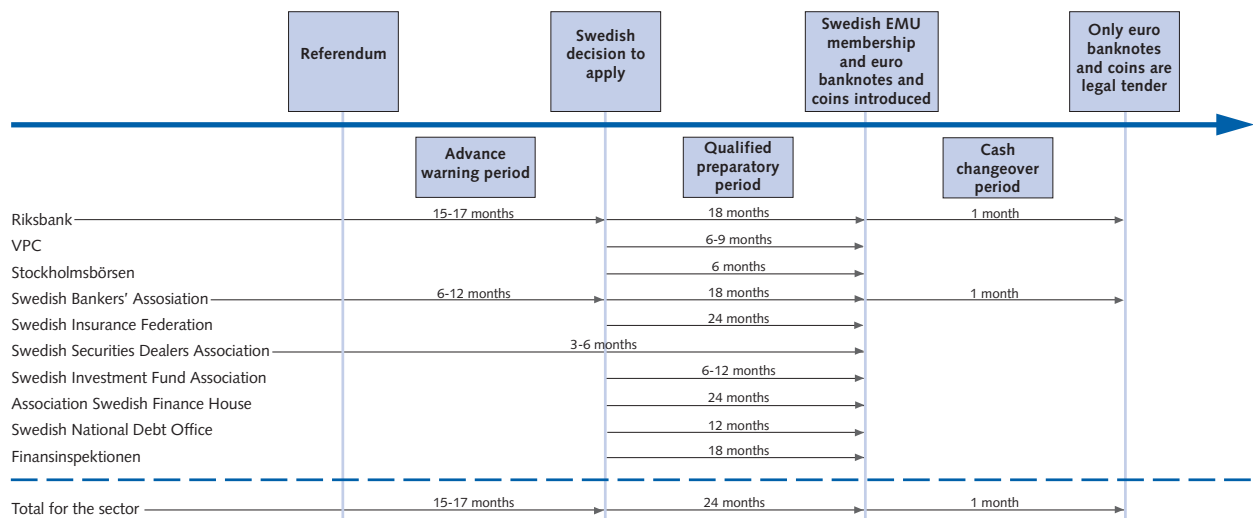 Referendum
Swedish
decision to
apply
Swedish EMU
membership
and euro
banknotes and
coins introduced
Only euro
banknotes
and coins are
legal tender
Advance
warning period
Qualified
preparatory
period
Cash
changeover
period
Riksbank 15-17 months 18 months 1 month
VPC 6-9 months
Stockholmsbörsen 6 months
Swedish Bankers' Assosiation 6-12 months 18 months 1 month
Swedish Insurance Federation 24 months
Swedish Securities Dealers Association 3-6 months
Swedish Investment Fund Association 6-12 months
Association Swedish Finance House 24 months
Swedish National Debt Office 12 months
Finansinspektionen 18 months
Total for the sector 15-17 months 24 months 1 month